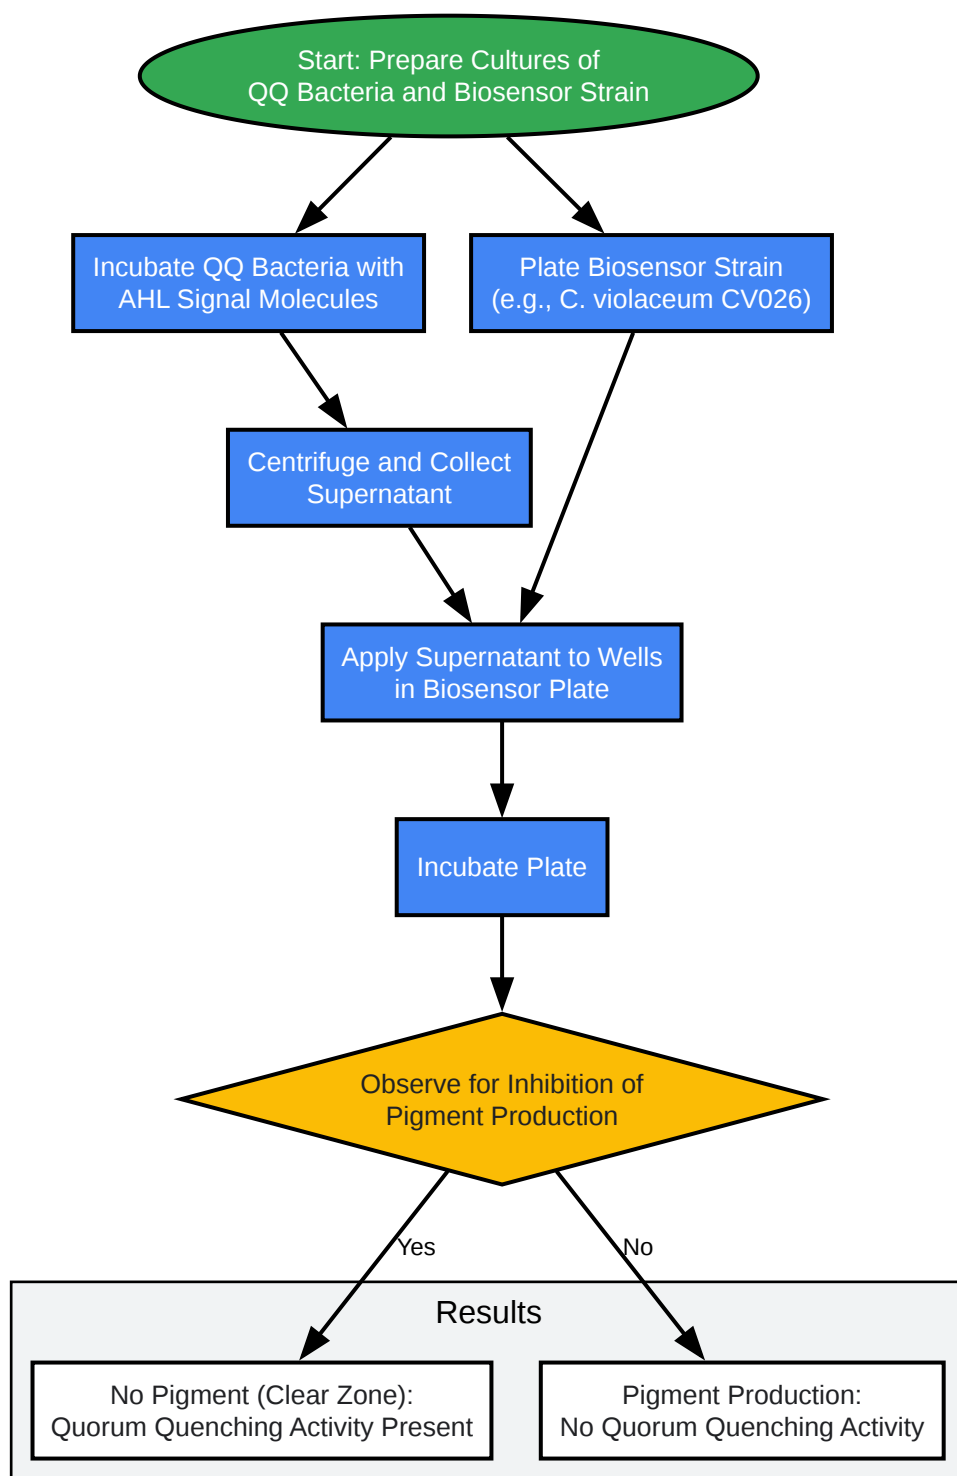 Start: Prepare Cultures of
QQ Bacteria and Biosensor Strain
Incubate QQ Bacteria with
AHL Signal Molecules
Plate Biosensor Strain
(e.g., C. violaceum CV026)
Centrifuge and Collect
Supernatant
Apply Supernatant to Wells
in Biosensor Plate
Incubate Plate
Observe for Inhibition of
Pigment Production
Yes
No
Results
No Pigment (Clear Zone):
Quorum Quenching Activity Present
Pigment Production:
No Quorum Quenching Activity